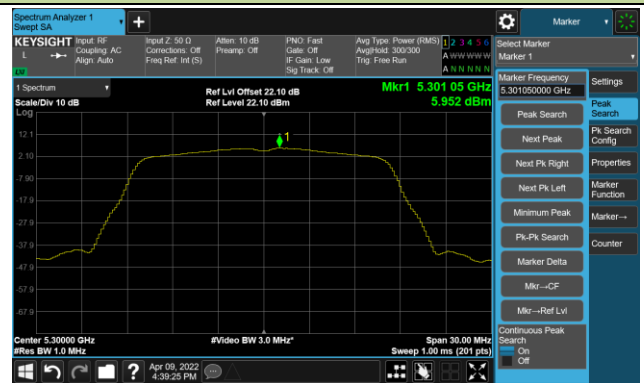 Spectrum Analyzer 1
Swept SA
Marker
KEYSIGHT
L
LW
Input: RF
Coupling: AC
Align: Auto
Input Z: 50 Ω
Corrections: Off
Freq Ref: Int (S)
Atten: 10 dB
Preamp: Off
PNO: Fast
Gate: Off
IF Gain: Low
Sig Track: Off
Avg Type: Power (RMS)
Avg|Hold: 300/300
Trig: Free Run
1 2 3 4 5 6
A W W W W W
A N N N N N
Select Marker
Marker 1
1 Spectrum
Scale/Div 10 dB
Log
Ref Lvl Offset 22.10 dB
Ref Level 22.10 dBm
Mkr1 5.301 05 GHz
5.952 dBm
1
12.1
2.10
-7.90
-17.9
-27.9
-37.9
-47.9
-57.9
-67.9
Center 5.30000 GHz
#Res BW 1.0 MHz
#Video BW 3.0 MHz*
Span 30.00 MHz
Sweep 1.00 ms (201 pts)
Marker Frequency
5.301050000 GHz
Peak Search
Next Peak
Next Pk Right
Next Pk Left
Minimum Peak
Pk-Pk Search
Marker Delta
Mkr→CF
Mkr→Ref Lvl
Continuous Peak Search
On
Off
Settings
Peak Search
Pk Search Config
Properties
Marker Function
Marker→
Counter
?
Apr 09, 2022
4:39:25 PM